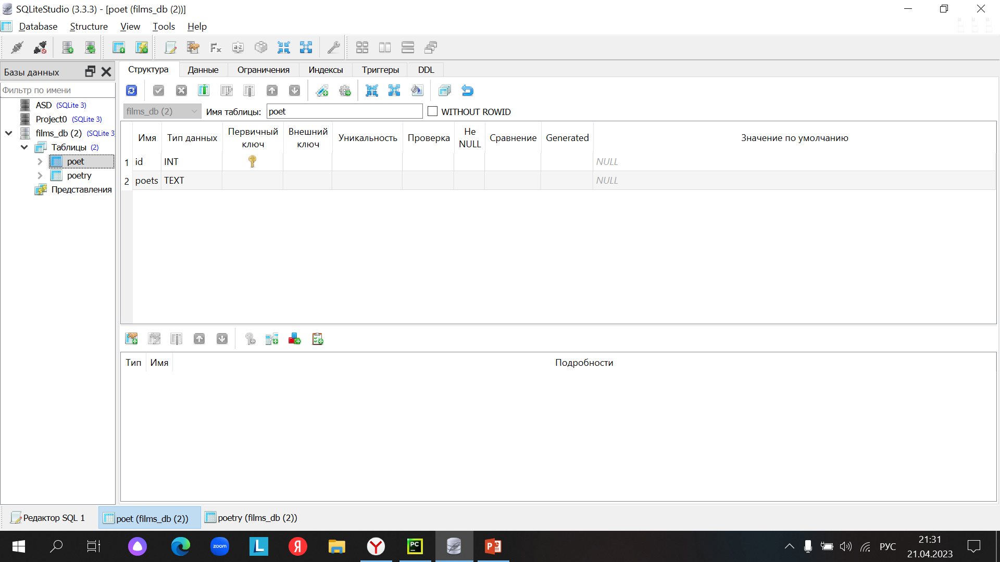 SQLiteStudio (3.3.3) - [poet (films_db (2))]
Database Structure View Tools Help
Базы данных
Фильтр по имени
ASD (SQLite 3)
Project0 (SQLite 3)
films_db (2) (SQLite 3
Таблицы (2)
poet
poetry
Представления
Структура Данные Ограничения Индексы Триггеры DDL
films_db (2) Имя таблицы: poet WITHOUT ROWID
Имя Тип данных Первичный ключ Внешний ключ Уникальность Проверка Не NULL Сравнение Generated Значение по умолчанию
1 id INT NULL
2 poets TEXT NULL
Тип Имя Подробности
Редактор SQL 1 poet (films_db (2)) poetry (films_db (2))
zoom L Я Y PC P РУС 21:31
21.04.2023